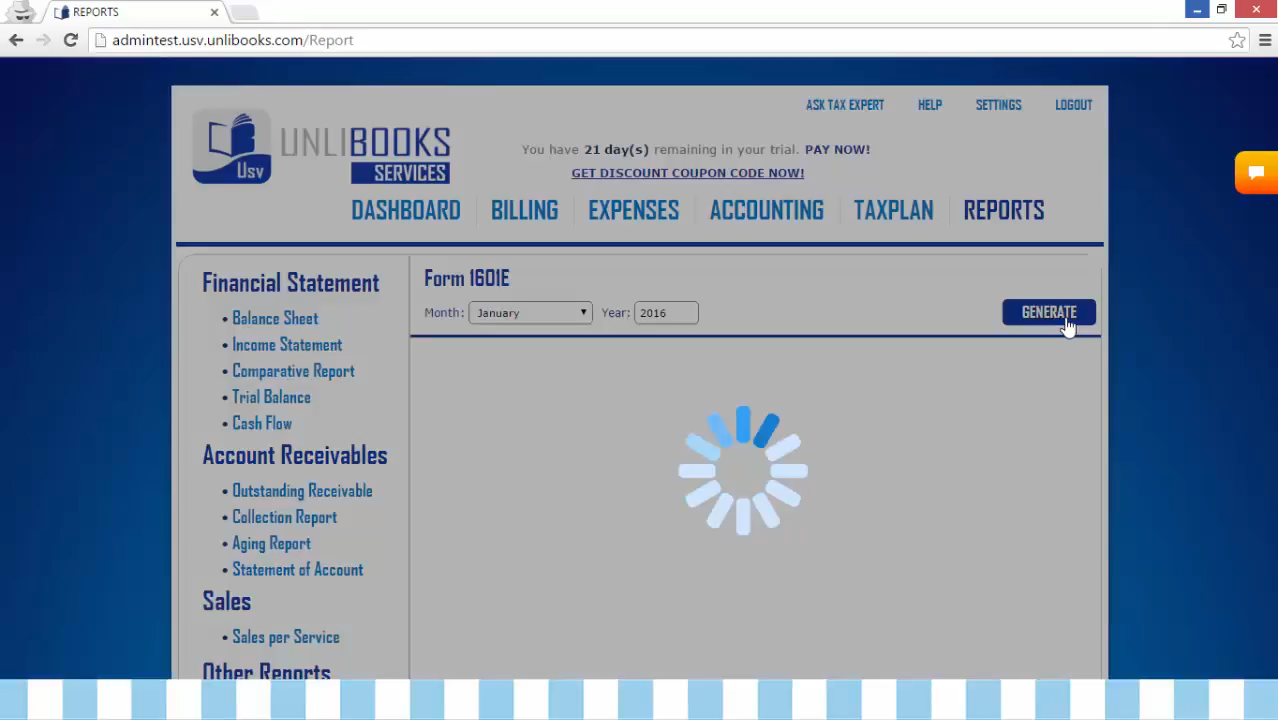 REPORTS
admintest.usv.unlibooks.com/Report
ASK TAX EXPERT HELP SETTINGS LOGOUT
Usv
UNLIBOOKS
SERVICES
You have 21 day(s) remaining in your trial. PAY NOW!
GET DISCOUNT COUPON CODE NOW!
DASHBOARD BILLING EXPENSES ACCOUNTING TAXPLAN REPORTS
Financial Statement
• Balance Sheet
• Income Statement
• Comparative Report
• Trial Balance
• Cash Flow
Account Receivables
• Outstanding Receivable
• Collection Report
• Aging Report
• Statement of Account
Sales
• Sales per Service
Other Reports
Form 1601E
Month: January Year: 2016 GENERATE